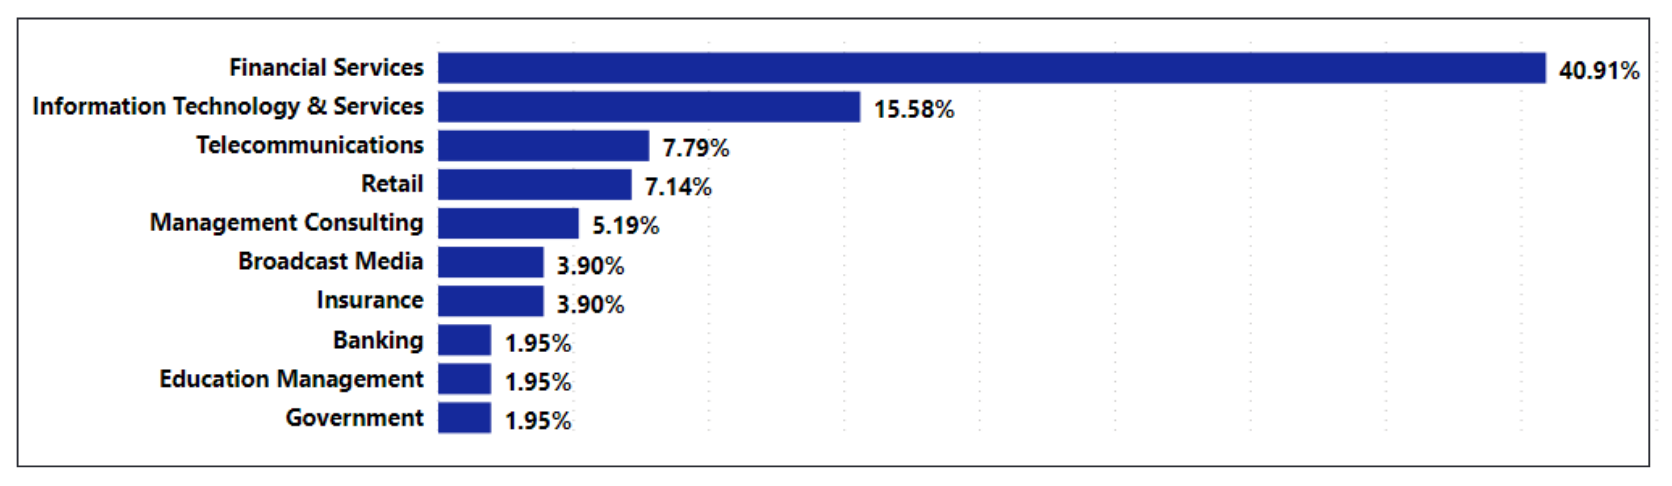 Financial Services 40.91%
Information Technology & Services 15.58%
Telecommunications 7.79%
Retail 7.14%
Management Consulting 5.19%
Broadcast Media 3.90%
Insurance 3.90%
Banking 1.95%
Education Management 1.95%
Government 1.95%